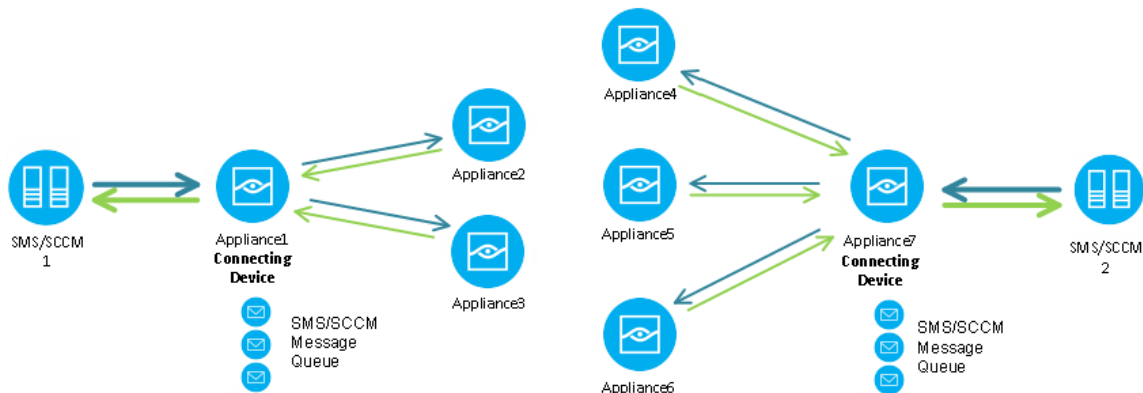 SMS/SCCM
1
Appliance1
Connecting
Device
SMS/SCCM
Message
Queue
Appliance2
Appliance3
Appliance4
Appliance5
Appliance6
Appliance7
Connecting
Device
SMS/SCCM
Message
Queue
SMS/SCCM
2